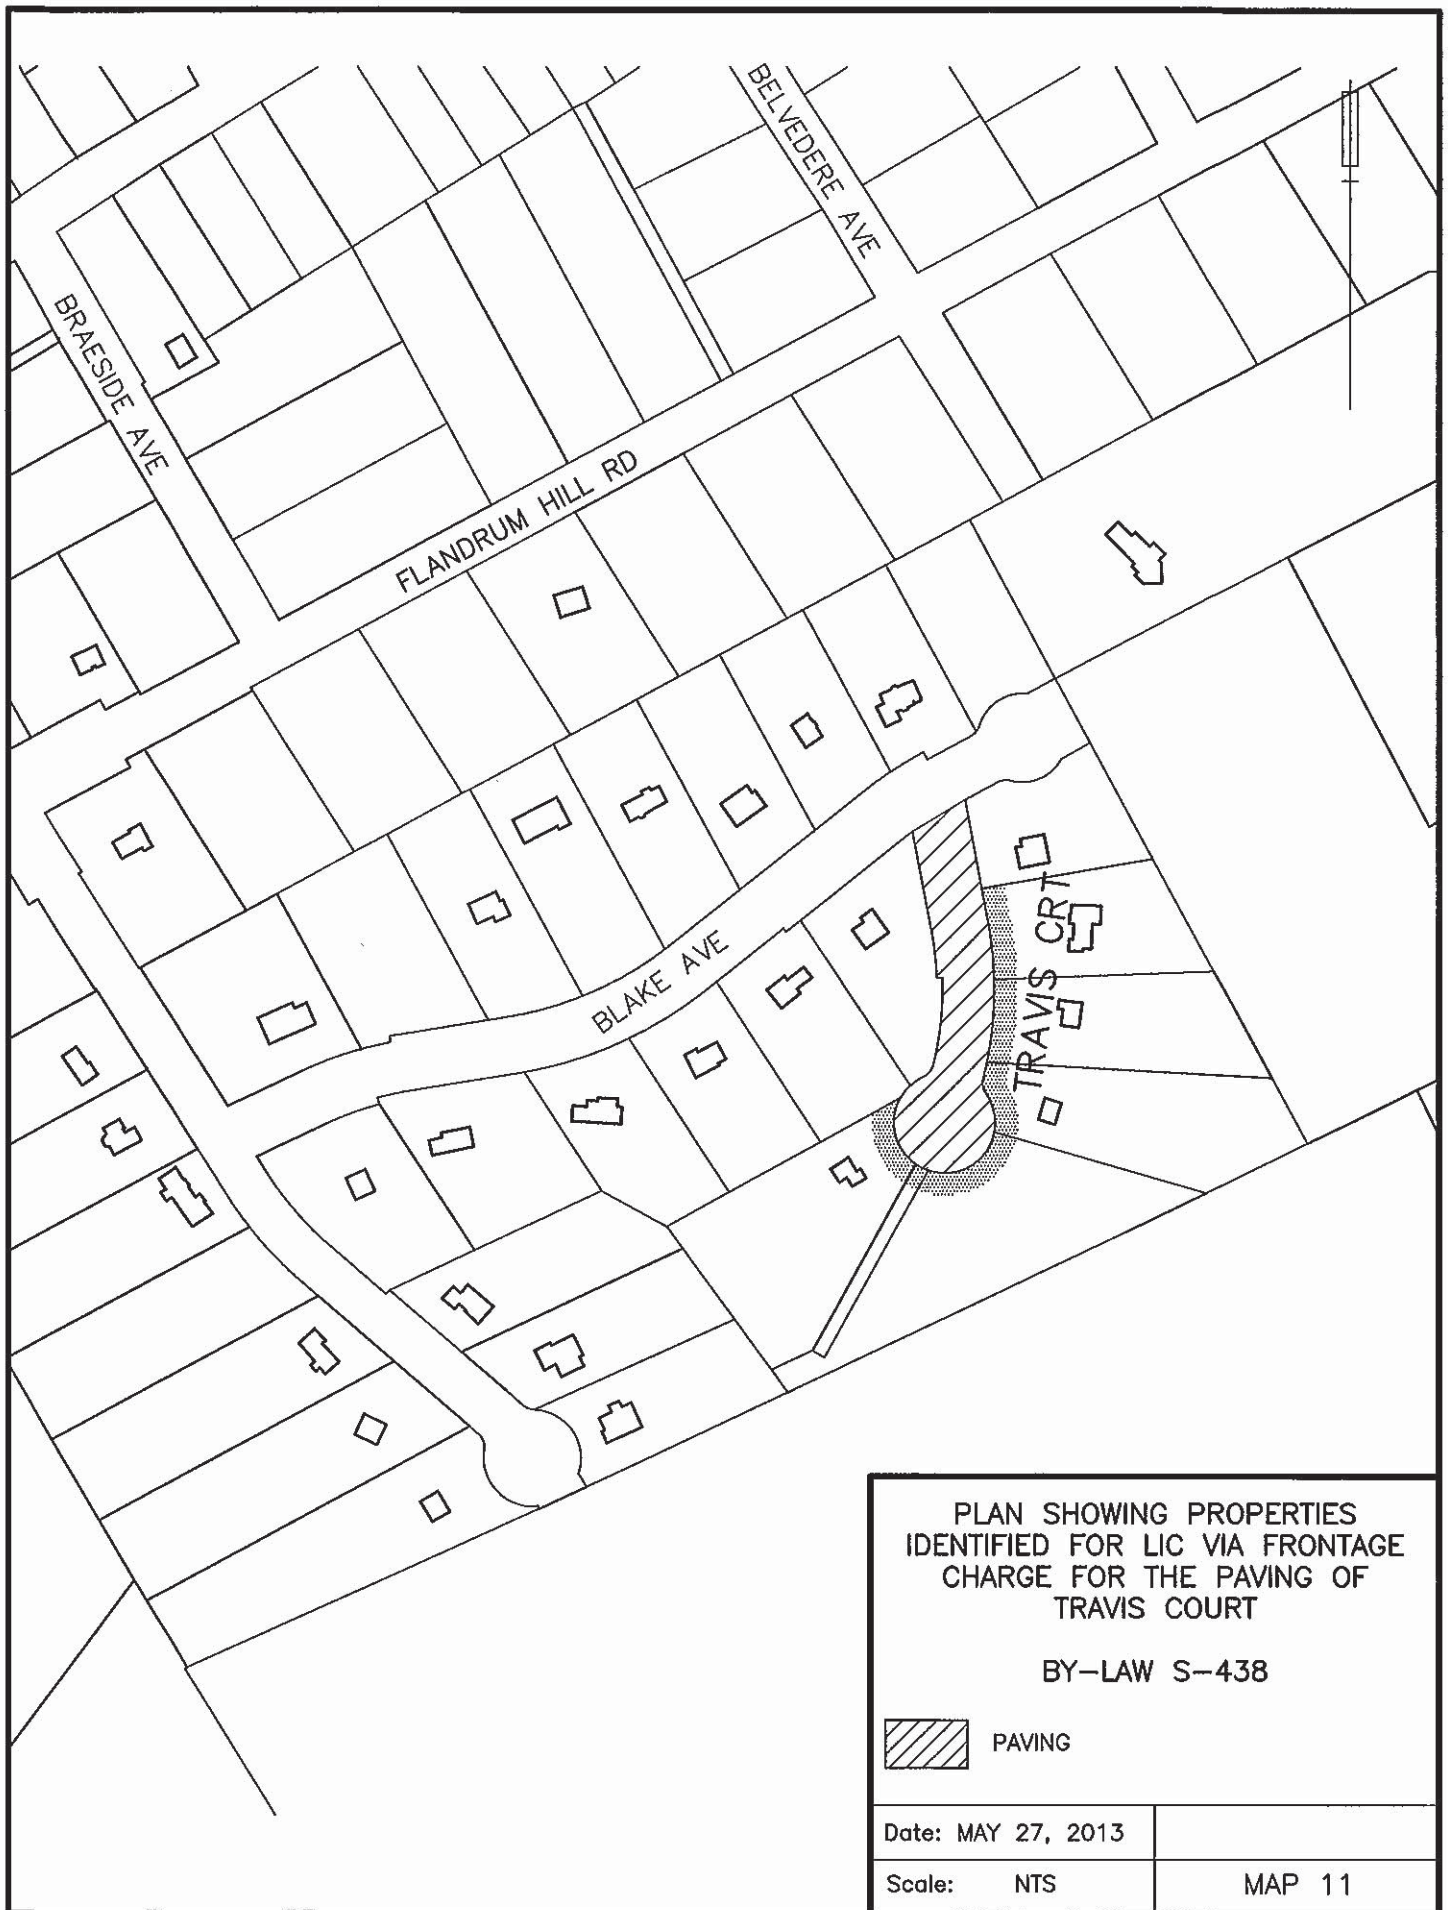 BELVEDERE AVE
BRAESIDE AVE
FLANDRUM HILL RD
BLAKE AVE
TRAVIS CRT
PLAN SHOWING PROPERTIES
IDENTIFIED FOR LIC VIA FRONTAGE
CHARGE FOR THE PAVING OF
TRAVIS COURT
BY-LAW S-438
PAVING
Date: MAY 27, 2013
Scale: NTS
MAP 11